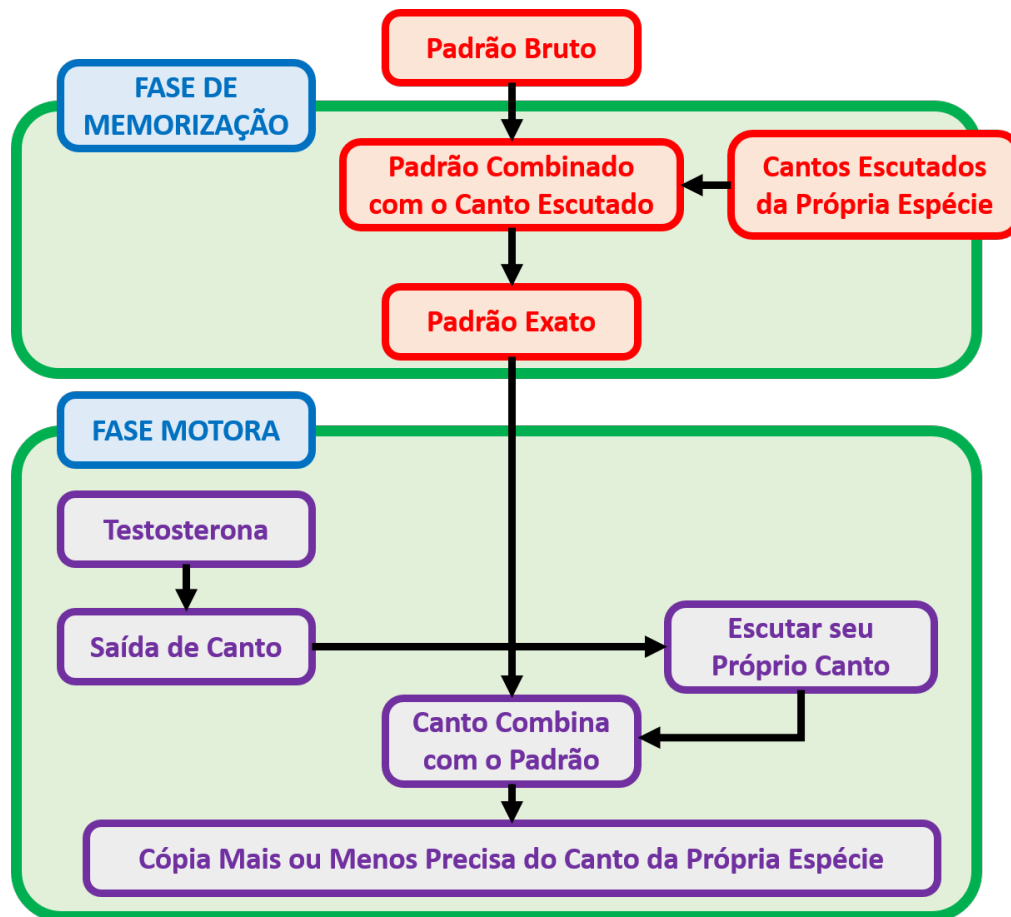 Padrão Bruto
FASE DE
MEMORIZAÇÃO
Padrão Combinado
com o Canto Escutado
Cantos Escutados
da Própria Espécie
Padrão Exato
FASE MOTORA
Testosterona
Saída de Canto
Escutar seu
Próprio Canto
Canto Combina
com o Padrão
Cópia Mais ou Menos Precisa do Canto da Própria Espécie